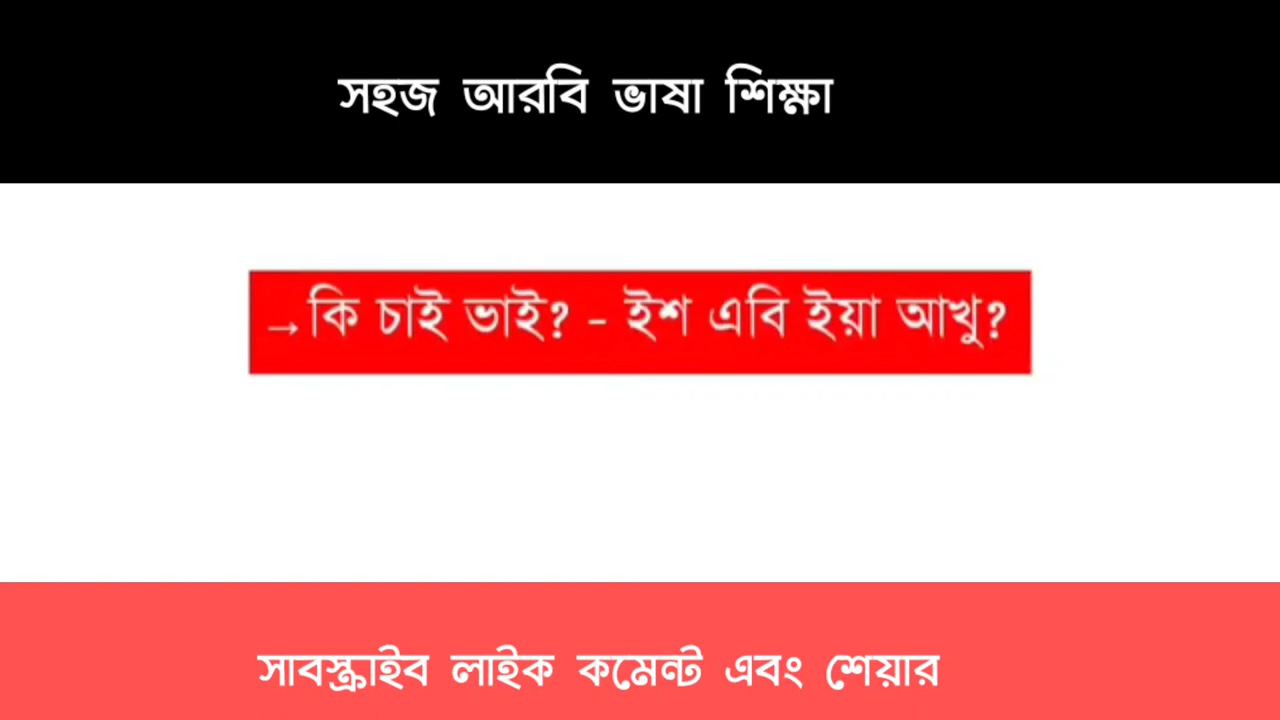 সহজ আরবি ভাষা শিক্ষা
→কি চাই ভাই? - ইশ এবি ইয়া আখু?
সাবস্ক্রাইব লাইক কমেন্ট এবং শেয়ার